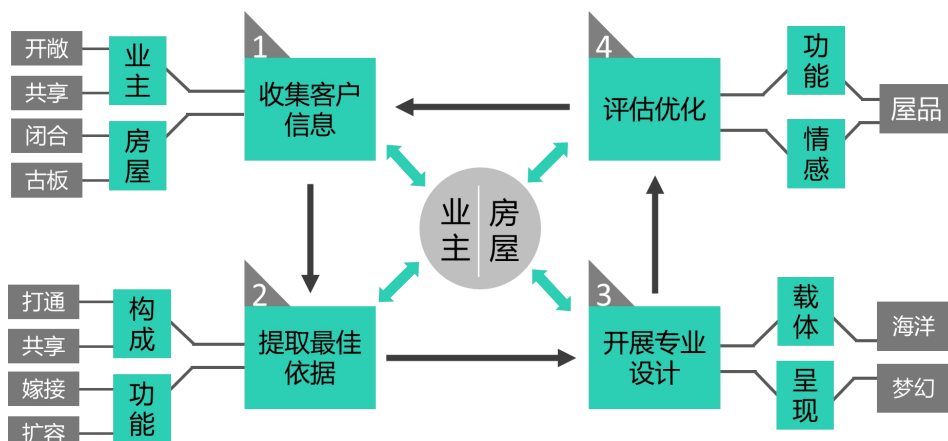 开敞
共享
闭合
古板
业主
房屋
1
收集客户
信息
4
评估优化
功能
情感
屋品
业主
房屋
打通
共享
嫁接
扩容
构成
功能
2
提取最佳
依据
3
开展专业
设计
载体
呈现
海洋
梦幻